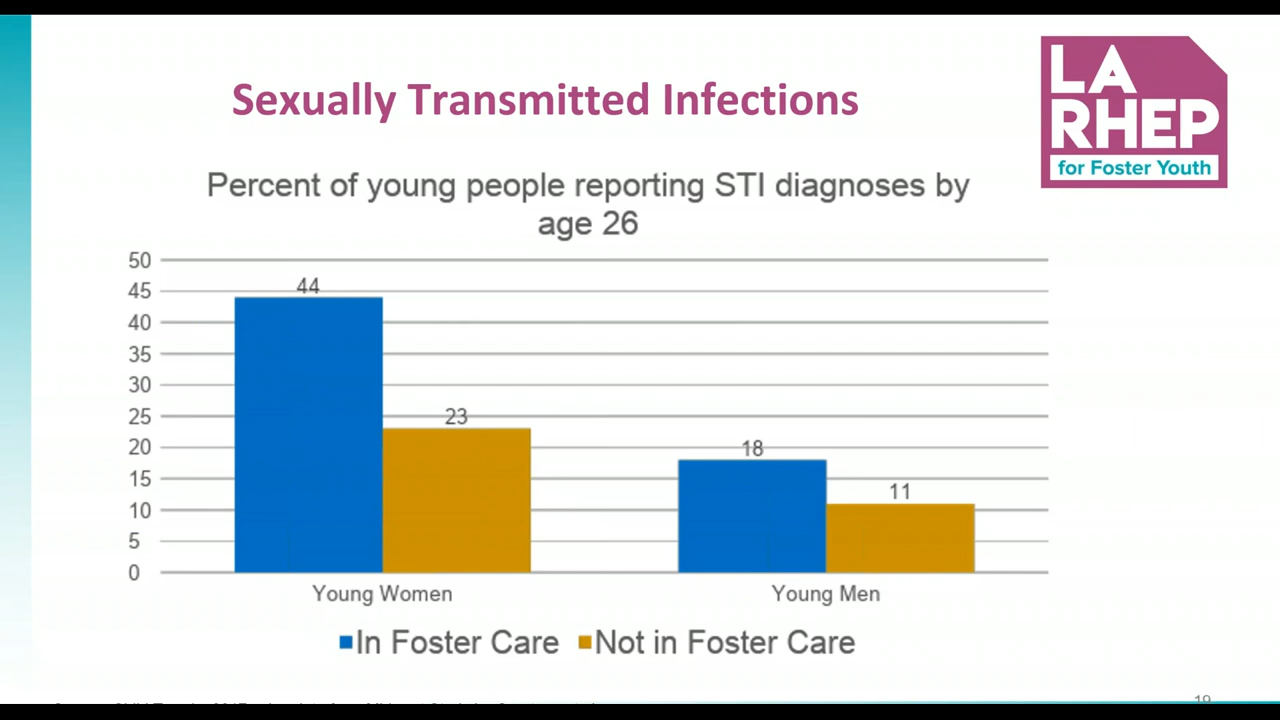 Sexually Transmitted Infections
LA
RHEP
for Foster Youth
Percent of young people reporting STI diagnoses by
age 26
50
45
40
35
30
25
20
15
10
5
0
44
23
18
11
Young Women
Young Men
In Foster Care
Not in Foster Care
19